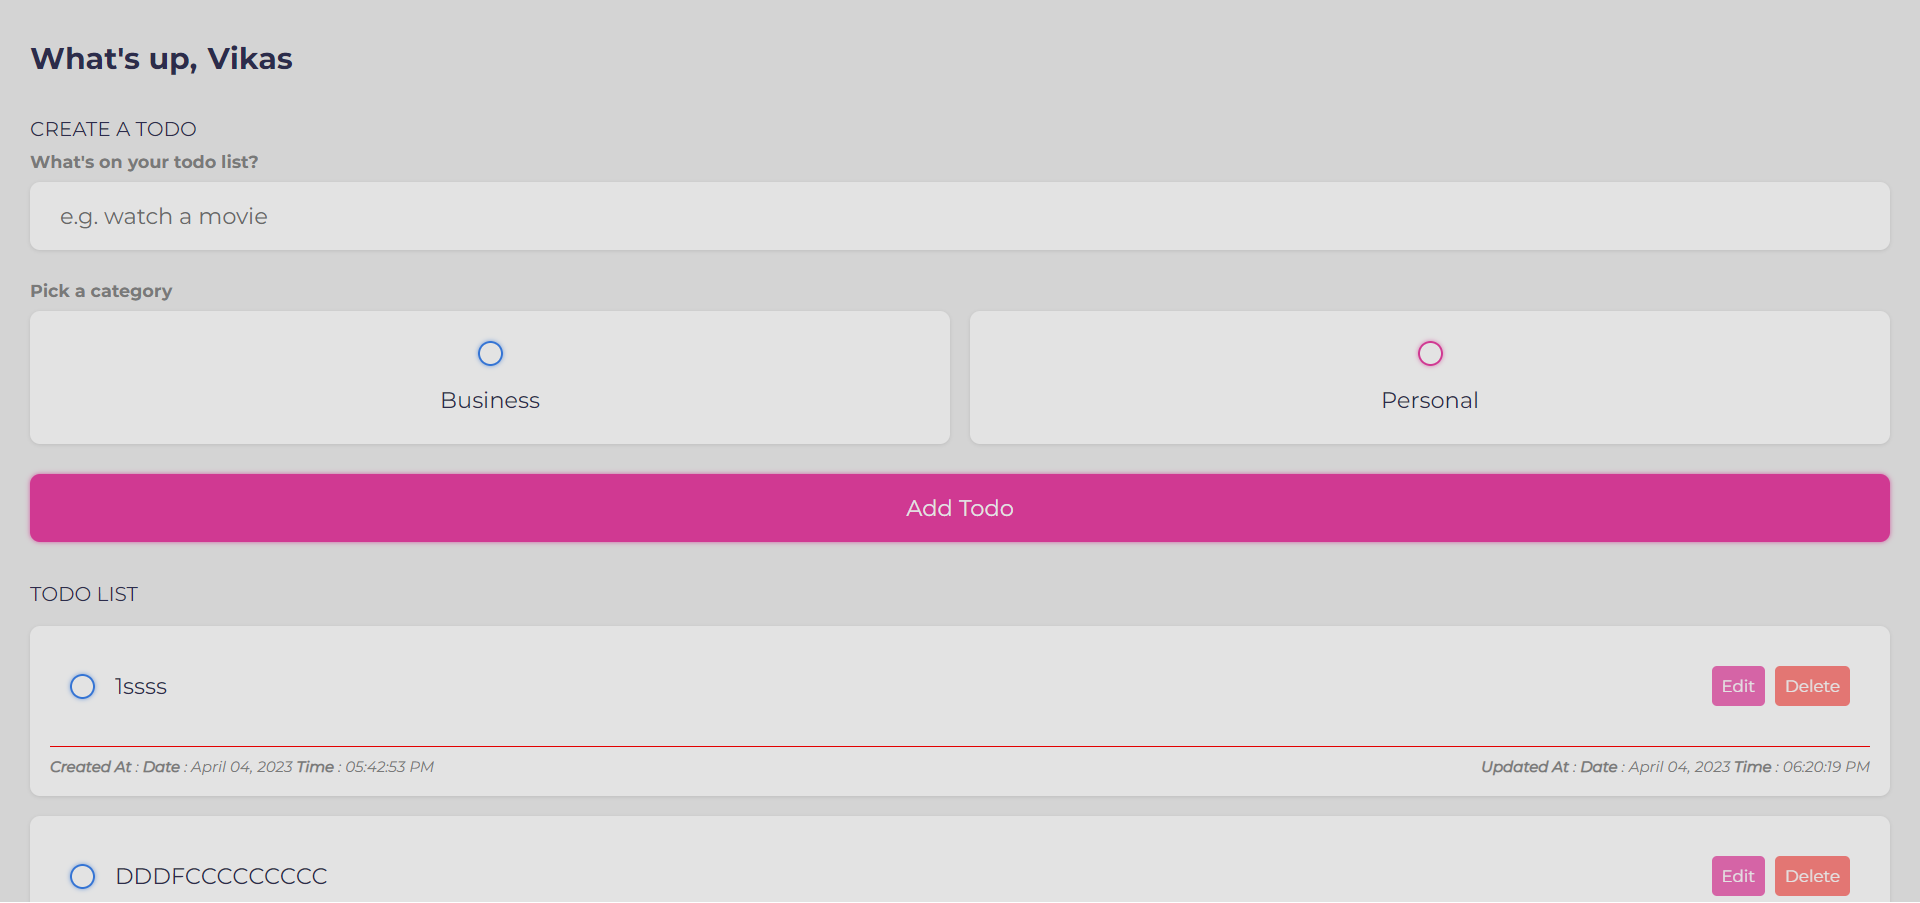 What's up, Vikas
CREATE A TODO
What's on your todo list?
e.g. watch a movie
Pick a category
Business
Personal
Add Todo
TODO LIST
1ssss
Edit
Delete
Created At : Date : April 04, 2023 Time : 05:42:53 PM
Updated At : Date : April 04, 2023 Time : 06:20:19 PM
DDDFCCCCCCCCC
Edit
Delete